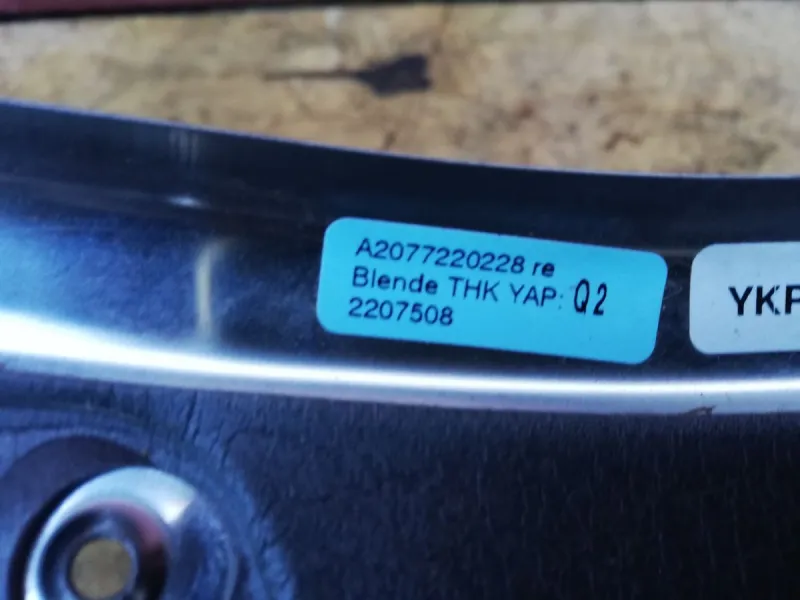 A2077220228 re
Blende THK YAP: Q2
2207508
YKP